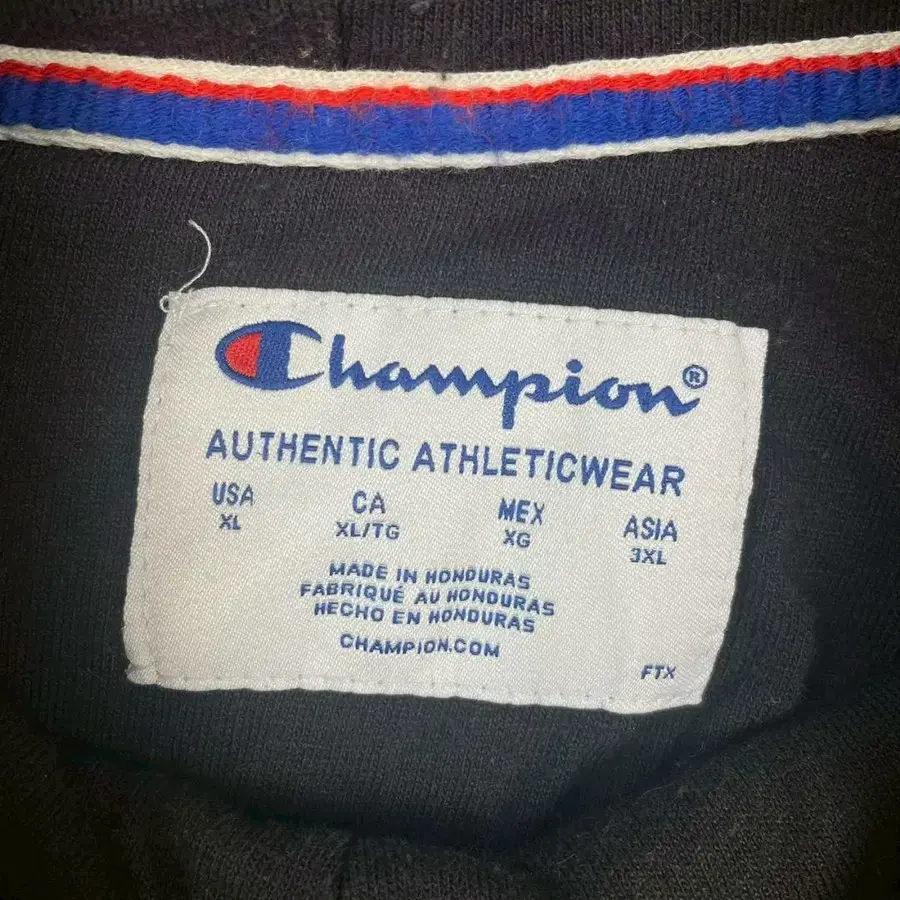 Champion®
AUTHENTIC ATHLETICWEAR
USA CA MEX ASIA
XL XL/TG XG 3XL
MADE IN HONDURAS
FABRIQUÉ AU HONDURAS
HECHO EN HONDURAS
CHAMPION.COM
FTX